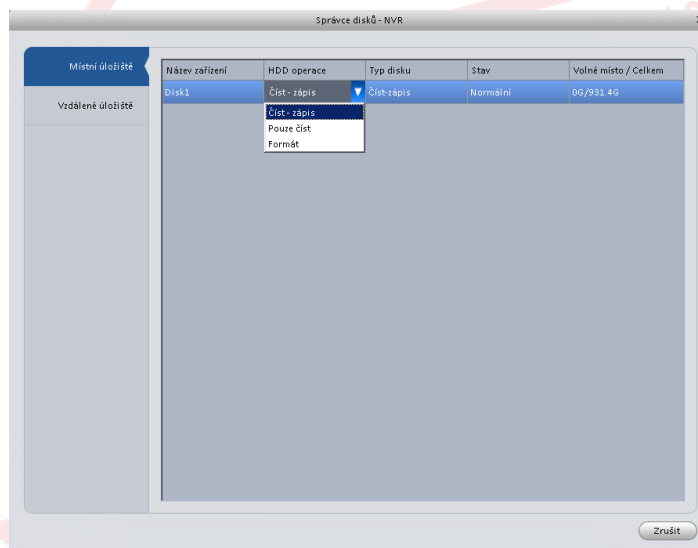 Správce disků - NVR
Místní úložiště
Vzdálené úložiště
Název zařízení HDD operace Typ disku Stav Volné místo / Celkem
Disk1 Číst - zápis Číst-zápis Normální 0G/931.4G
Číst - zápis
Pouze číst
Formát
Zrušit